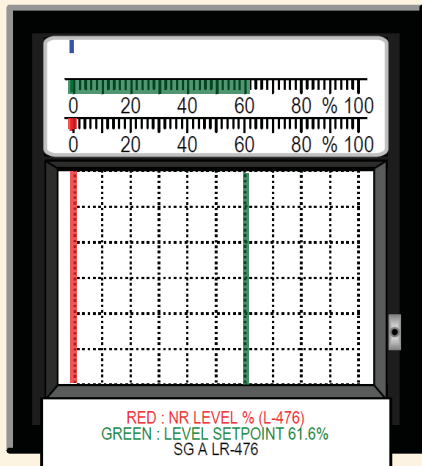 0 20 40 60 80 % 100
0 20 40 60 80 % 100
RED : NR LEVEL % (L-476)
GREEN : LEVEL SETPOINT 61.6%
SG A LR-476